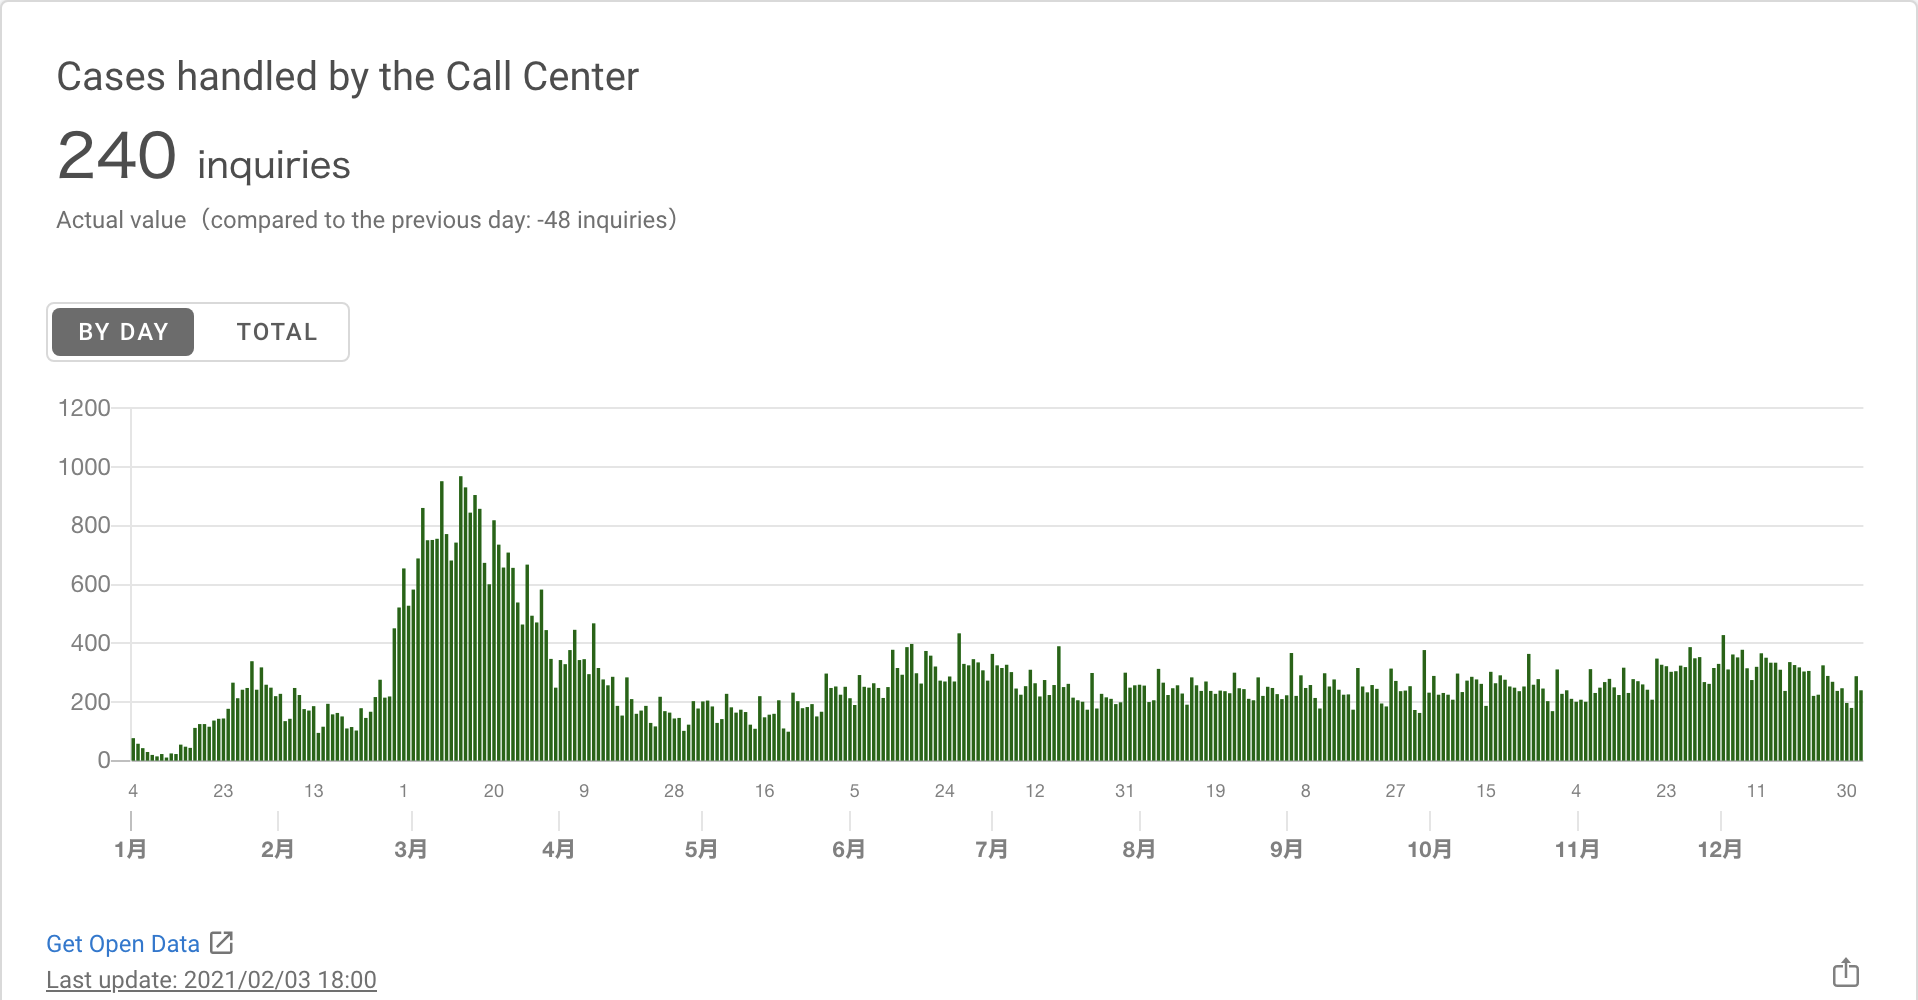 Cases handled by the Call Center
240 inquiries
Actual value（compared to the previous day: -48 inquiries）
BY DAY TOTAL
1200
1000
800
600
400
200
0
4 23 13 1 20 9 28 16 5 24 12 31 19 8 27 15 4 23 11 30
1月 2月 3月 4月 5月 6月 7月 8月 9月 10月 11月 12月
Get Open Data
Last update: 2021/02/03 18:00